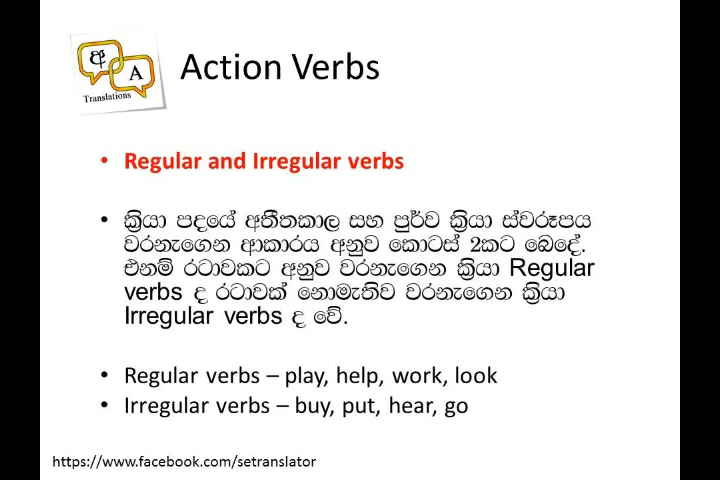 අ
A
Translations
Action Verbs
• Regular and Irregular verbs
• ක්‍රියා පදයේ අතීතකාල සහ පුර්ව ක්‍රියා ස්වරූපය
වරනැගෙන ආකාරය අනුව කොටස් 2කට බෙදේ.
එනම් රටාවකට අනුව වරනැගෙන ක්‍රියා Regular
verbs ද රටාවක් නොමැතිව වරනැගෙන ක්‍රියා
Irregular verbs ද වේ.
• Regular verbs – play, help, work, look
• Irregular verbs – buy, put, hear, go
https://www.facebook.com/setranslator